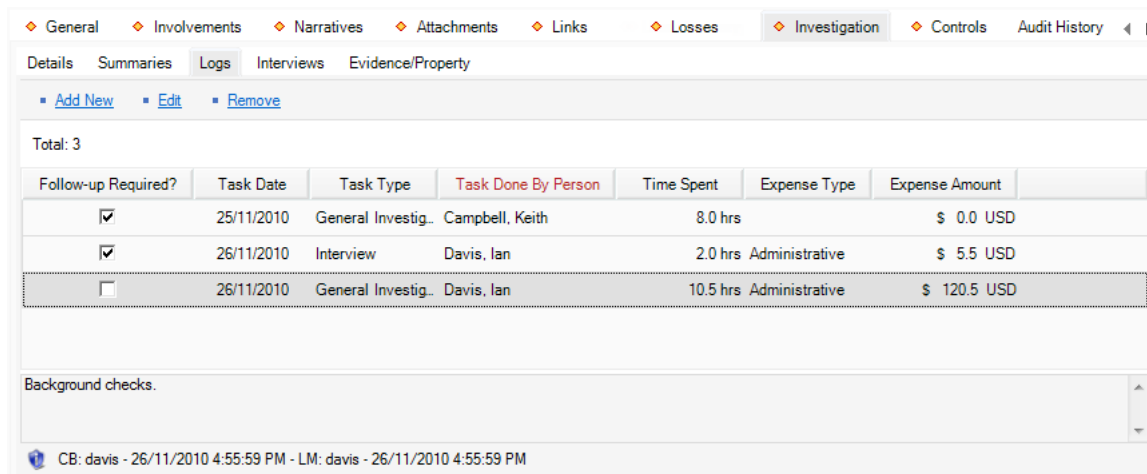 General Involvements Narratives Attachments Links Losses Investigation Controls Audit History
Details Summaries Logs Interviews Evidence/Property
Add New Edit Remove
Total: 3
Follow-up Required? Task Date Task Type Task Done By Person Time Spent Expense Type Expense Amount
25/11/2010 General Investig... Campbell, Keith 8.0 hrs $ 0.0 USD
26/11/2010 Interview Davis, Ian 2.0 hrs Administrative $ 5.5 USD
26/11/2010 General Investig... Davis, Ian 10.5 hrs Administrative $ 120.5 USD
Background checks.
CB: davis - 26/11/2010 4:55:59 PM - LM: davis - 26/11/2010 4:55:59 PM